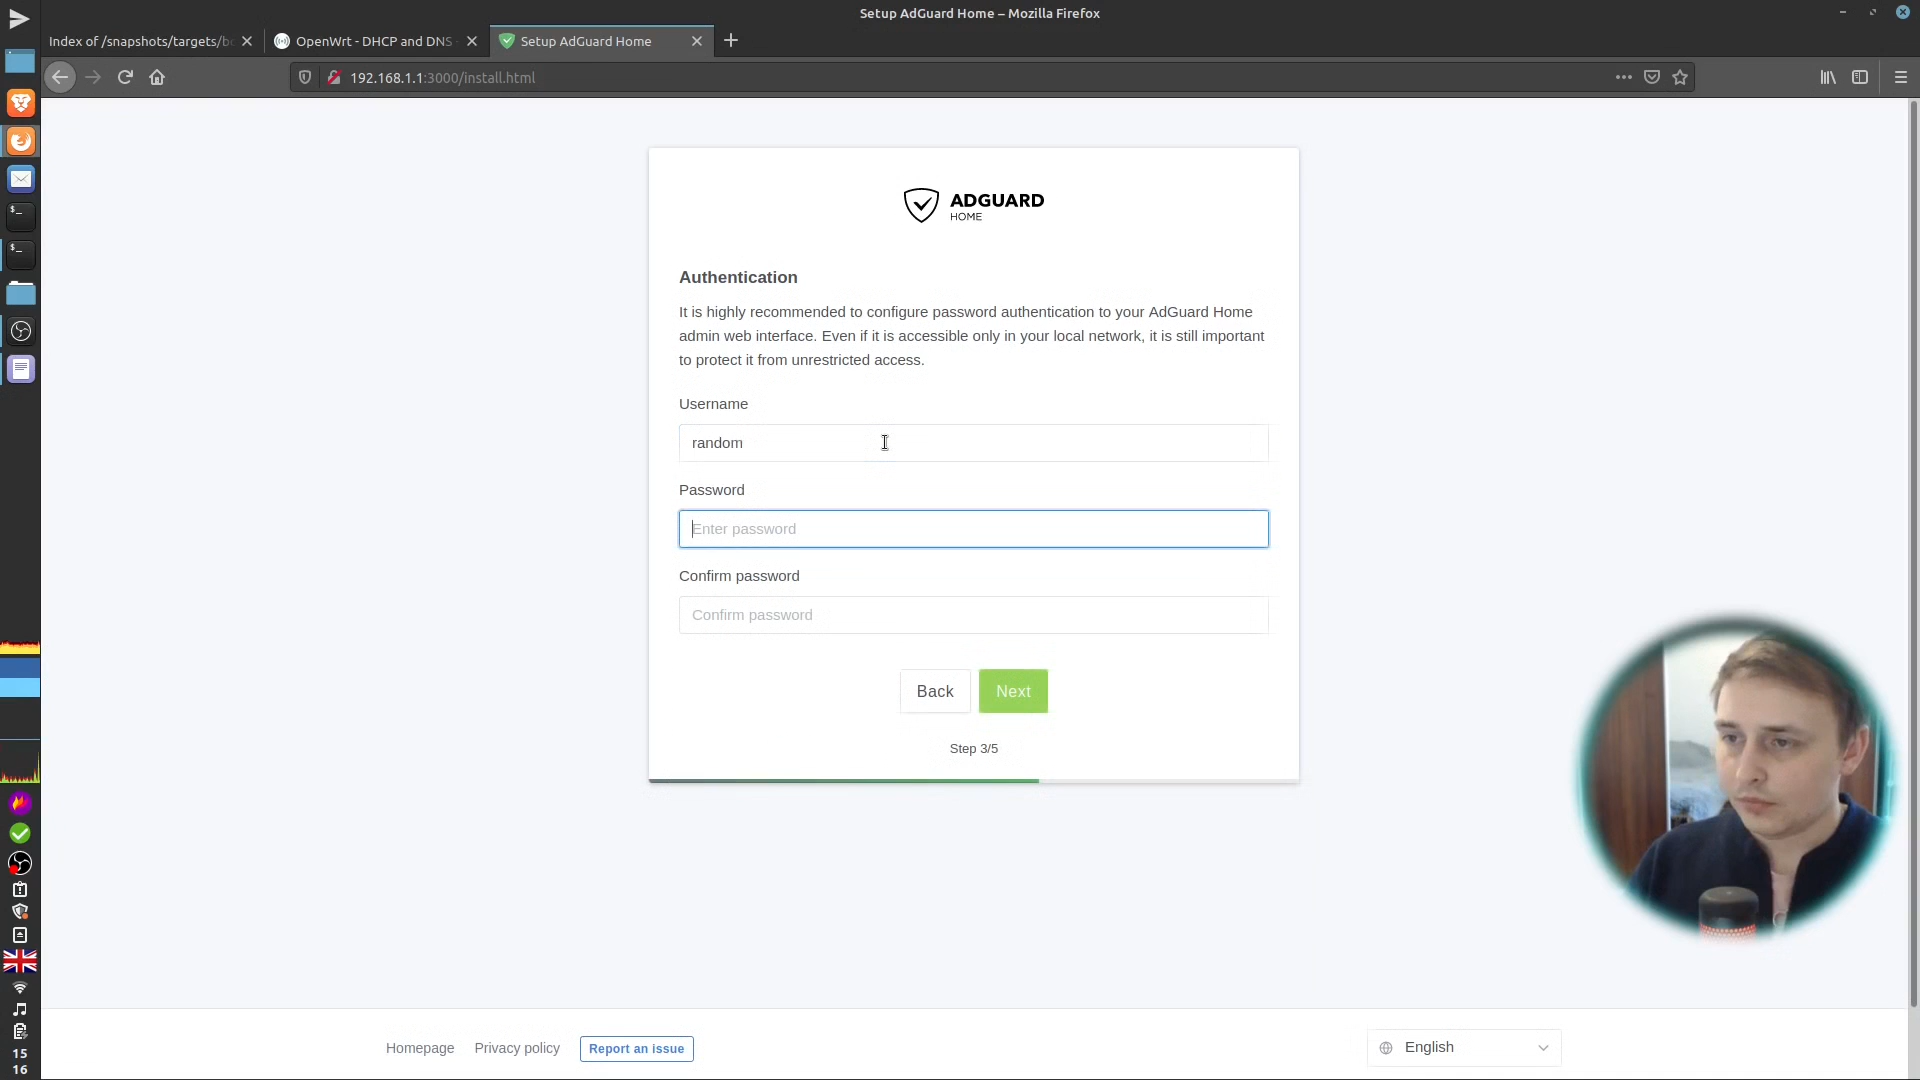 Setup AdGuard Home – Mozilla Firefox
Index of /snapshots/targets/bc
OpenWrt - DHCP and DNS -
Setup AdGuard Home
192.168.1.1:3000/install.html
ADGUARD
HOME
Authentication
It is highly recommended to configure password authentication to your AdGuard Home
admin web interface. Even if it is accessible only in your local network, it is still important
to protect it from unrestricted access.
Username
random
Password
Enter password
Confirm password
Confirm password
Back
Next
Step 3/5
Homepage
Privacy policy
Report an issue
English
15
16